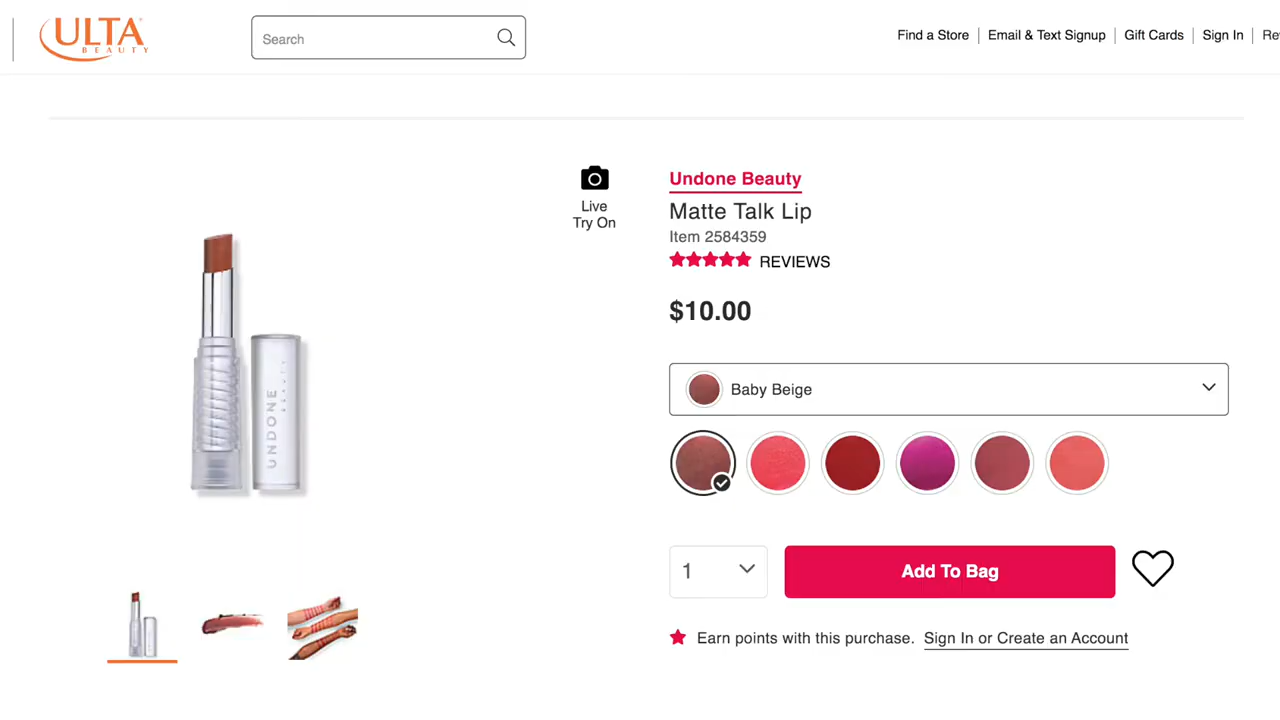 ULTA
BEAUTY
Search
Find a Store
Email & Text Signup
Gift Cards
Sign In
Live
Try On
Undone Beauty
Matte Talk Lip
Item 2584359
REVIEWS
$10.00
UNDONE
BEAUTY
Baby Beige
1
Add To Bag
Earn points with this purchase. Sign In or Create an Account